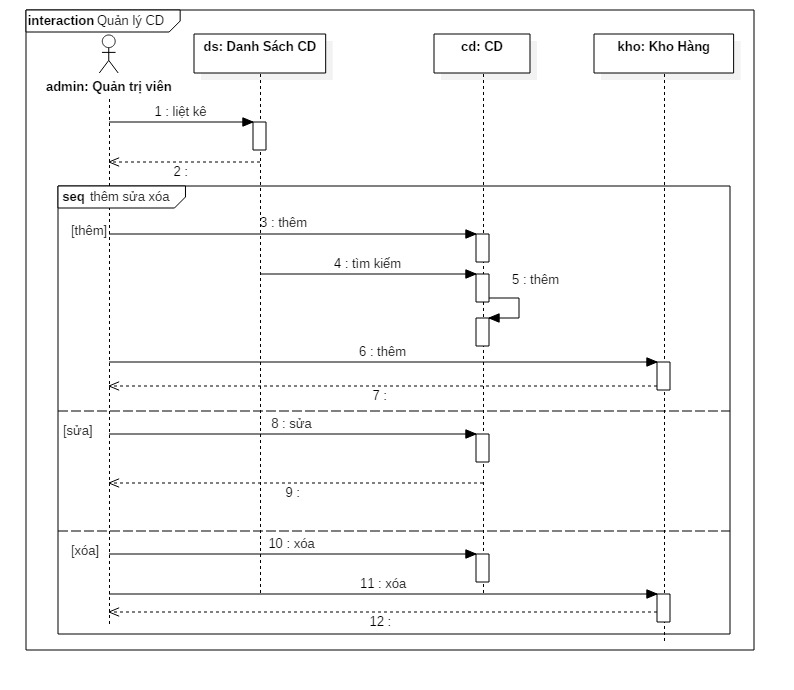 interaction Quản lý CD
ds: Danh Sách CD
cd: CD
kho: Kho Hàng
admin: Quản trị viên
1 : liệt kê
2 :
seq thêm sửa xóa
[thêm]
3 : thêm
4 : tìm kiếm
5 : thêm
6 : thêm
7 :
[sửa]
8 : sửa
9 :
[xóa]
10 : xóa
11 : xóa
12 :